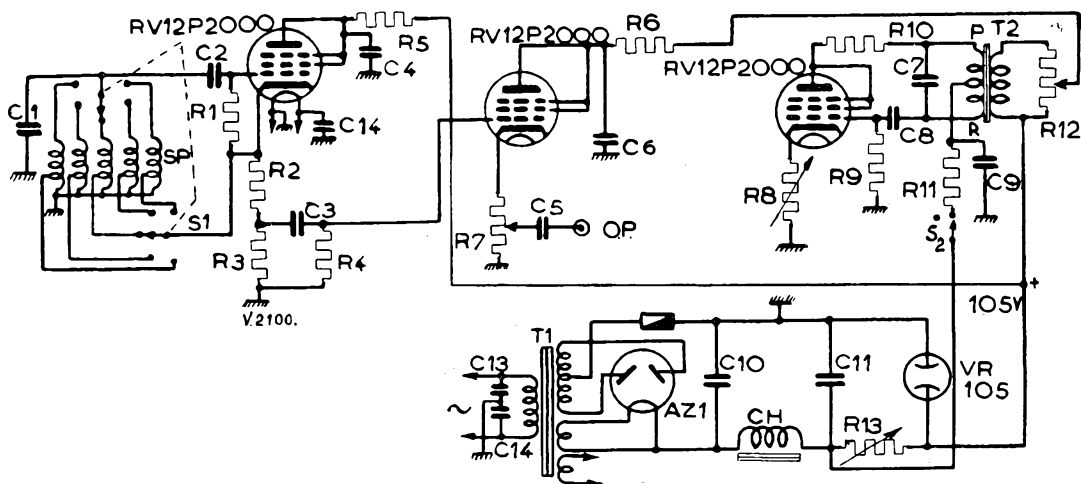 RV12P2000
RV12P2000
RV12P2000
R5
R6
R10
P
T2
C2
C4
C7
C1
R1
C14
C8
R
R12
SP
R2
C6
R9
R11
C9
R8
S1
C3
C5
OP
R7
S2
R3
R4
V.2100.
+
105V
T1
C13
C10
C11
VR
105
AZ1
~
CH
R13
C14